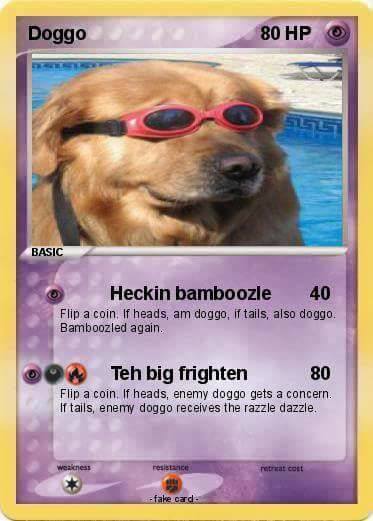 Doggo 80 HP
BASIC
Heckin bamboozle 40
Flip a coin. If heads, am doggo, if tails, also doggo.
Bamboozled again.
Teh big frighten 80
Flip a coin. If heads, enemy doggo gets a concern.
If tails, enemy doggo receives the razzle dazzle.
weakness resistance retreat cost
- fake card -